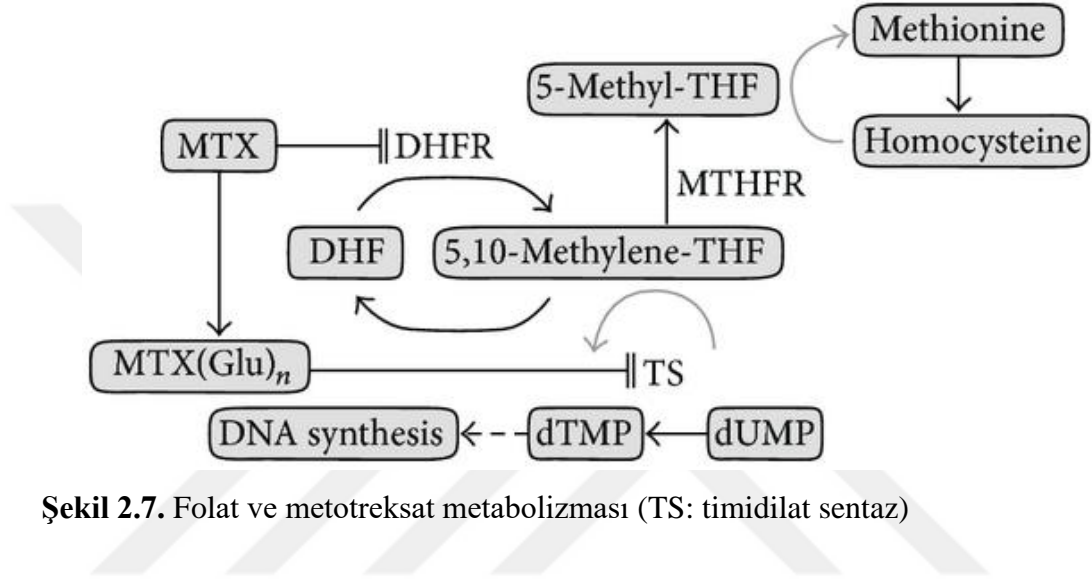 Methionine
5-Methyl-THF
MTX
DHFR
Homocysteine
MTHFR
DHF
5,10-Methylene-THF
MTX(Glu)n
TS
DNA synthesis
dTMP
dUMP
Şekil 2.7. Folat ve metotreksat metabolizması (TS: timidilat sentaz)